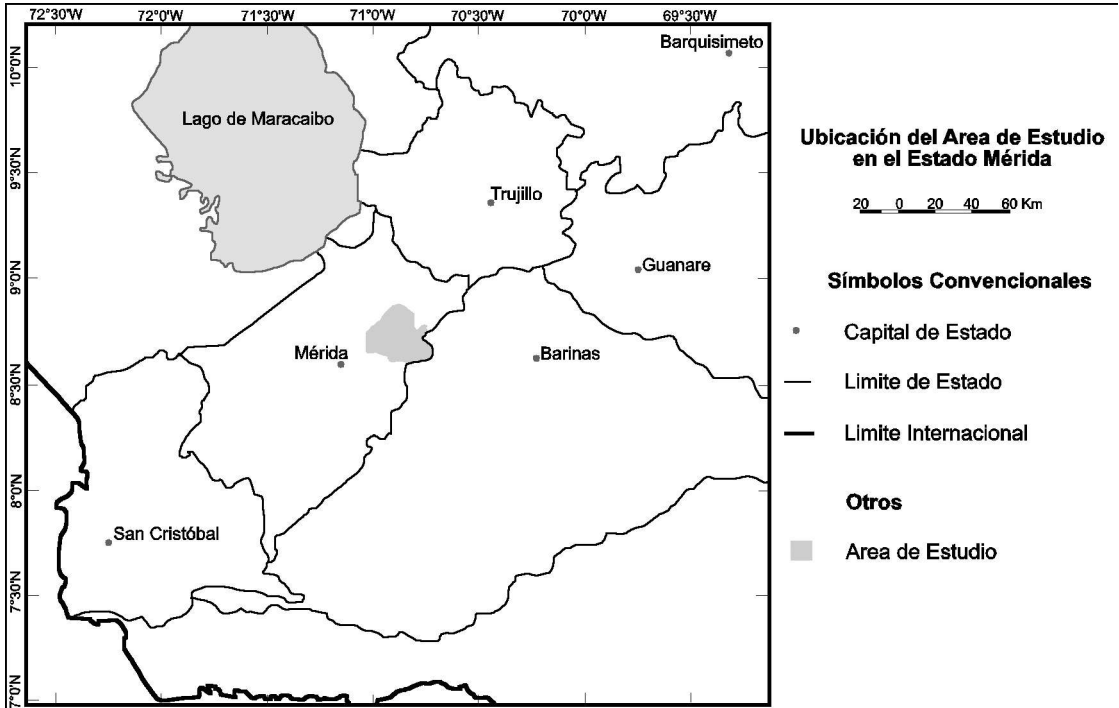 72°30'W 72°0'W 71°30'W 71°0'W 70°30'W 70°0'W 69°30'W
10°0'N
9°30'N
9°0'N
8°30'N
8°0'N
7°30'N
7°0'N
Barquisimeto
Lago de Maracaibo
Trujillo
Guanare
Mérida
Barinas
San Cristóbal
Ubicación del Area de Estudio
en el Estado Mérida
20 0 20 40 60 Km
Símbolos Convencionales
Capital de Estado
Limite de Estado
Limite Internacional
Otros
Area de Estudio